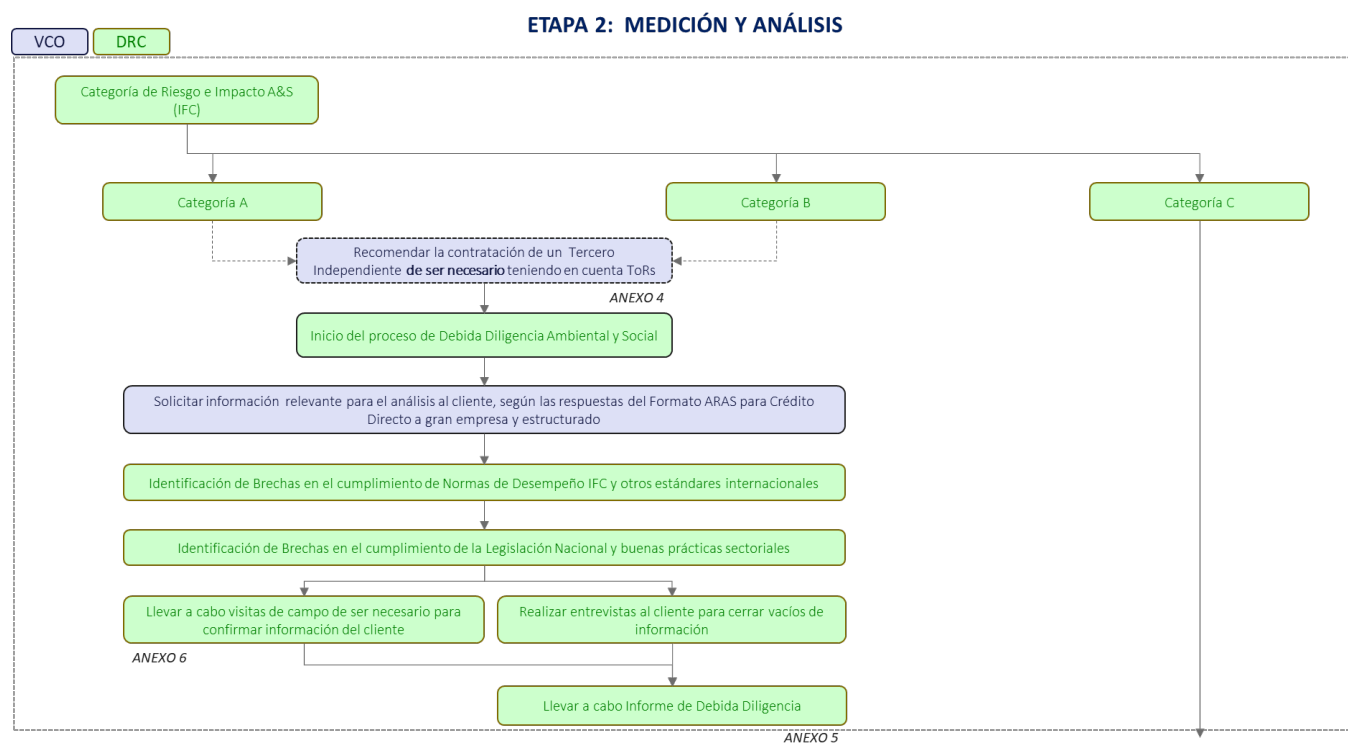 ETAPA 2: MEDICIÓN Y ANÁLISIS
VCO
DRC
Categoría de Riesgo e Impacto A&S
(IFC)
Categoría A
Categoría B
Categoría C
Recomendar la contratación de un Tercero
Independiente de ser necesario teniendo en cuenta ToRs
ANEXO 4
Inicio del proceso de Debida Diligencia Ambiental y Social
Solicitar información relevante para el análisis al cliente, según las respuestas del Formato ARAS para Crédito
Directo a gran empresa y estructurado
Identificación de Brechas en el cumplimiento de Normas de Desempeño IFC y otros estándares internacionales
Identificación de Brechas en el cumplimiento de la Legislación Nacional y buenas prácticas sectoriales
Llevar a cabo visitas de campo de ser necesario para
confirmar información del cliente
Realizar entrevistas al cliente para cerrar vacíos de
información
ANEXO 6
Llevar a cabo Informe de Debida Diligencia
ANEXO 5